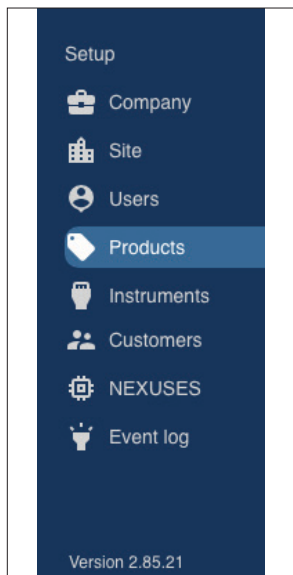 Setup
Company
Site
Users
Products
Instruments
Customers
NEXUSES
Event log
Version 2.85.21